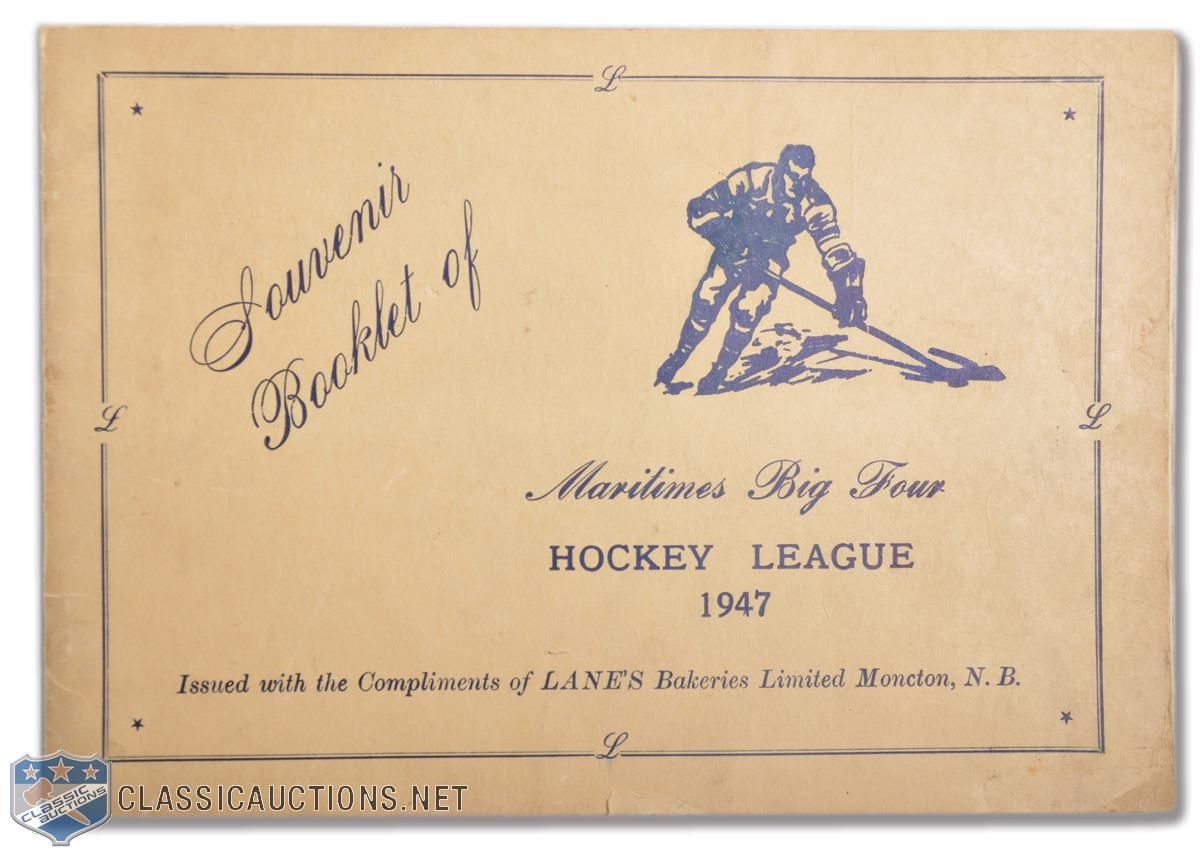 L
Souvenir
Booklet of
L
L
Maritimes Big Four
HOCKEY LEAGUE
1947
Issued with the Compliments of LANE'S Bakeries Limited Moncton, N. B.
L
CLASSIC
AUCTIONS
CLASSICAUCTIONS.NET